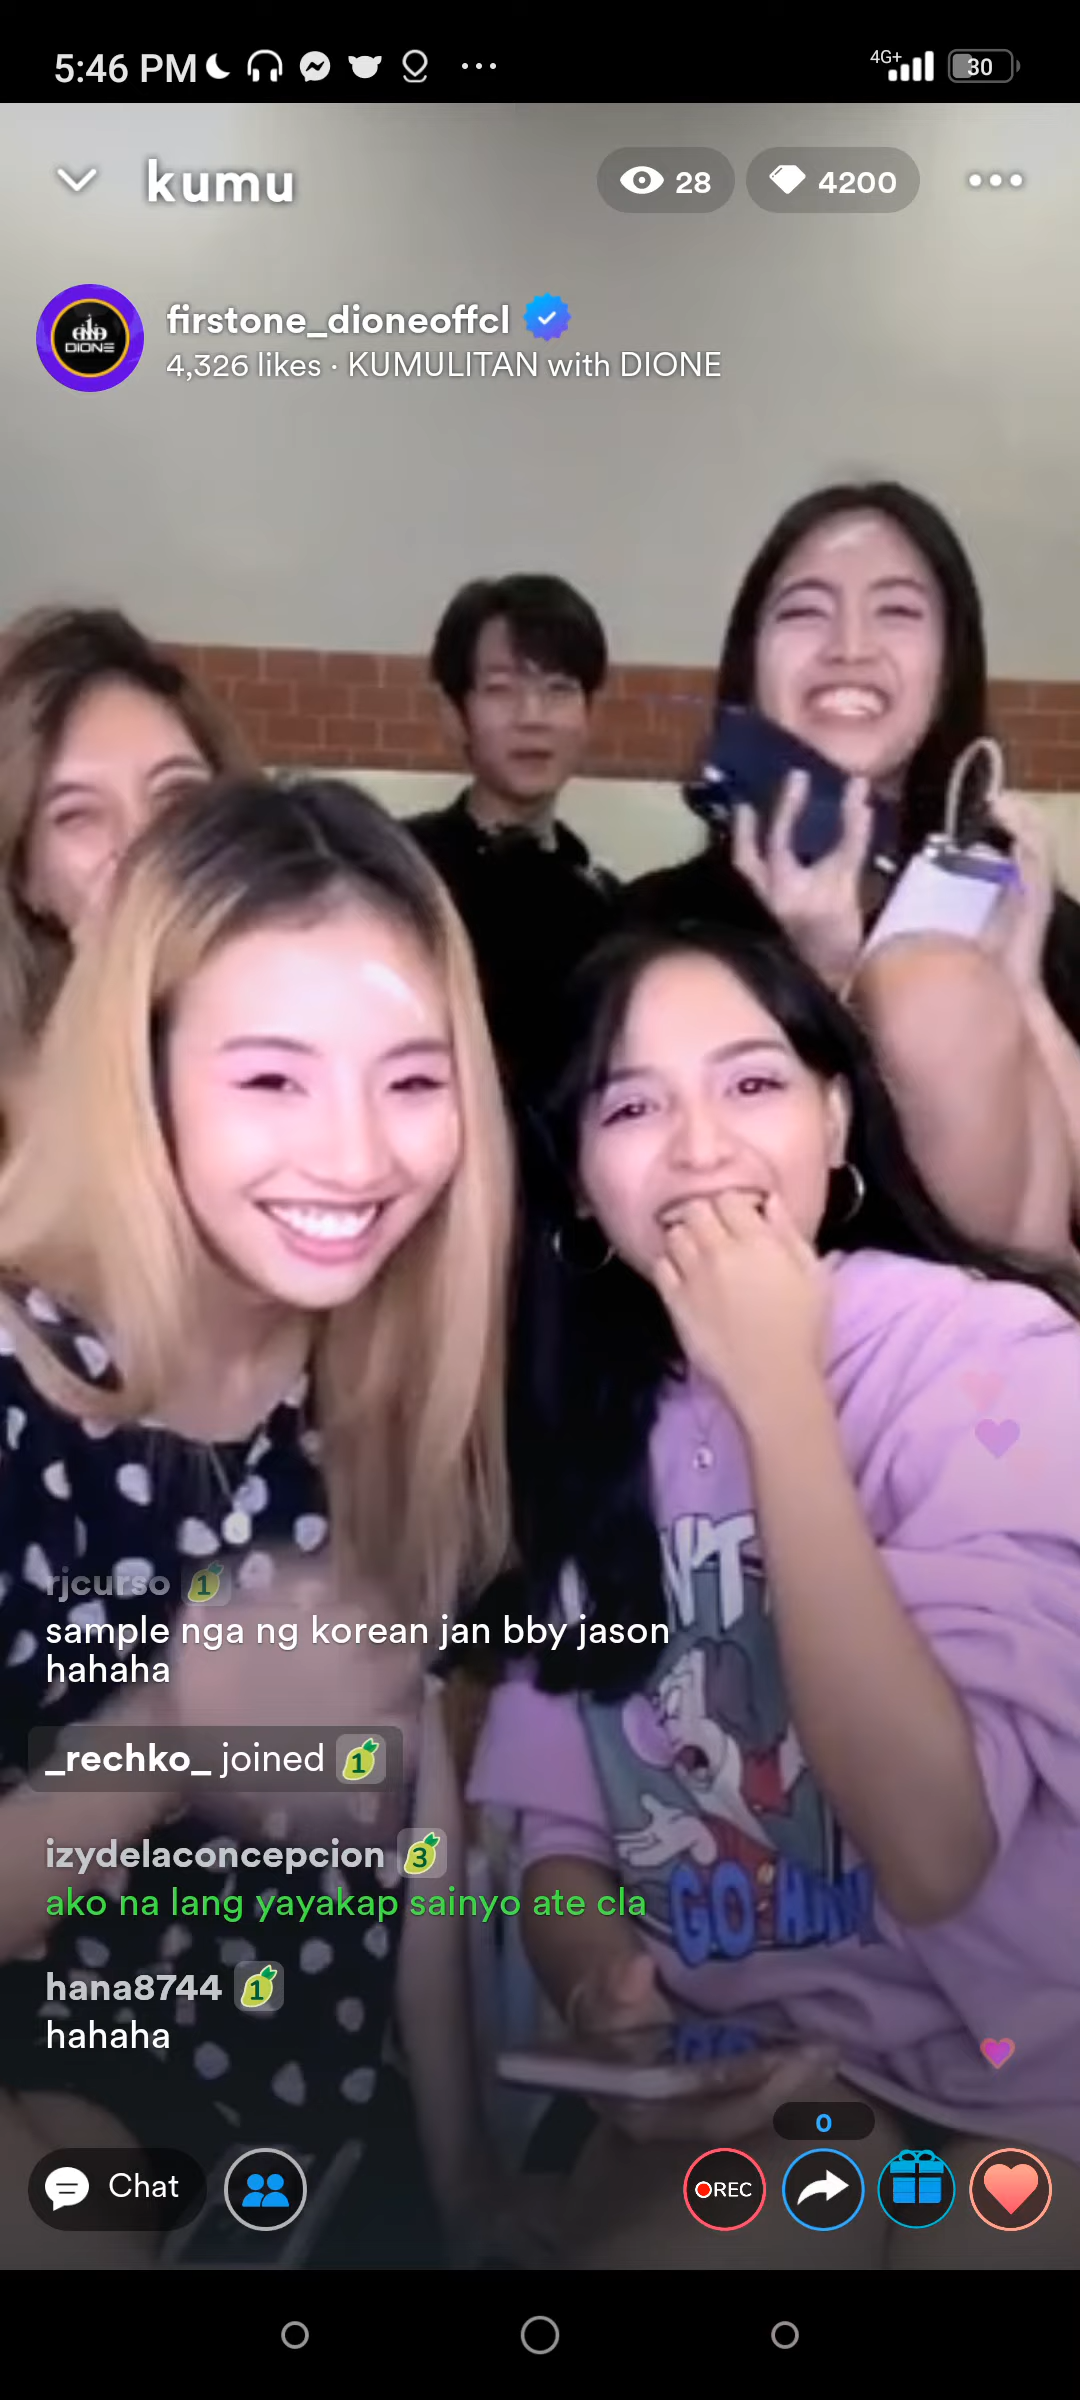 5:46 PM
4G+
30
kumu
28
4200
firstone_dioneoffcl
DIONE
4,326 likes · KUMULITAN with DIONE
rjcurso 1
sample nga ng korean jan bby jason
hahaha
_rechko_ joined 1
izydelaconcepcion 3
ako na lang yayakap sainyo ate cla
hana8744 1
hahaha
0
Chat
REC